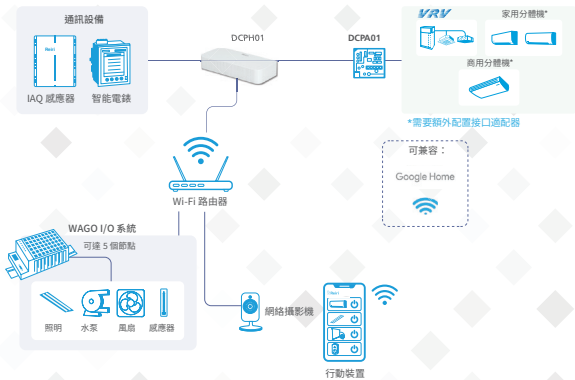 通訊設備
IAQ 感應器
智能電錶
DCPH01
DCPA01
VRV
家用分體機*
商用分體機*
*需要額外配置接口適配器
可兼容：
Google Home
Wi-Fi 路由器
WAGO I/O 系統
可達 5 個節點
照明
水泵
風扇
感應器
網絡攝影機
行動裝置